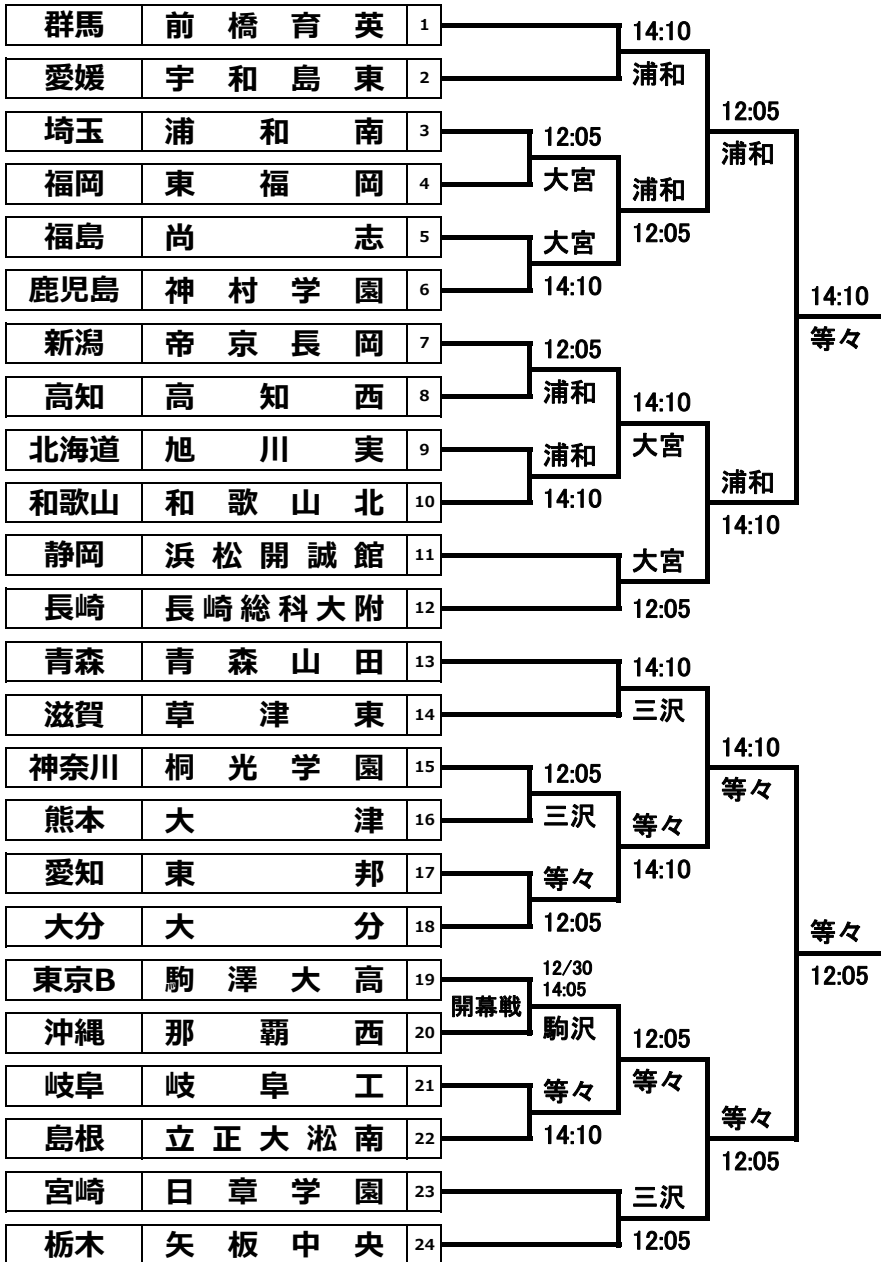 群馬 前橋育英 1
14:10
浦和
愛媛 宇和島東 2
12:05
浦和
埼玉 浦和南 3
12:05
大宮
福岡 東福岡 4
浦和
12:05
福島 尚志 5
大宮
14:10
鹿児島 神村学園 6
14:10
等々
新潟 帝京長岡 7
12:05
浦和
高知 高知西 8
14:10
大宮
北海道 旭川実 9
浦和
14:10
和歌山 和歌山北 10
浦和
14:10
静岡 浜松開誠館 11
大宮
12:05
長崎 長崎総科大附 12
青森 青森山田 13
14:10
三沢
滋賀 草津東 14
14:10
等々
神奈川 桐光学園 15
12:05
三沢
熊本 大津 16
等々
14:10
愛知 東邦 17
等々
12:05
大分 大分 18
等々
12:05
東京B 駒澤大高 19
開幕戦
12/30
14:05
駒沢
沖縄 那覇西 20
12:05
等々
岐阜 岐阜工 21
等々
14:10
島根 立正大淞南 22
等々
12:05
宮崎 日章学園 23
三沢
12:05
栃木 矢板中央 24